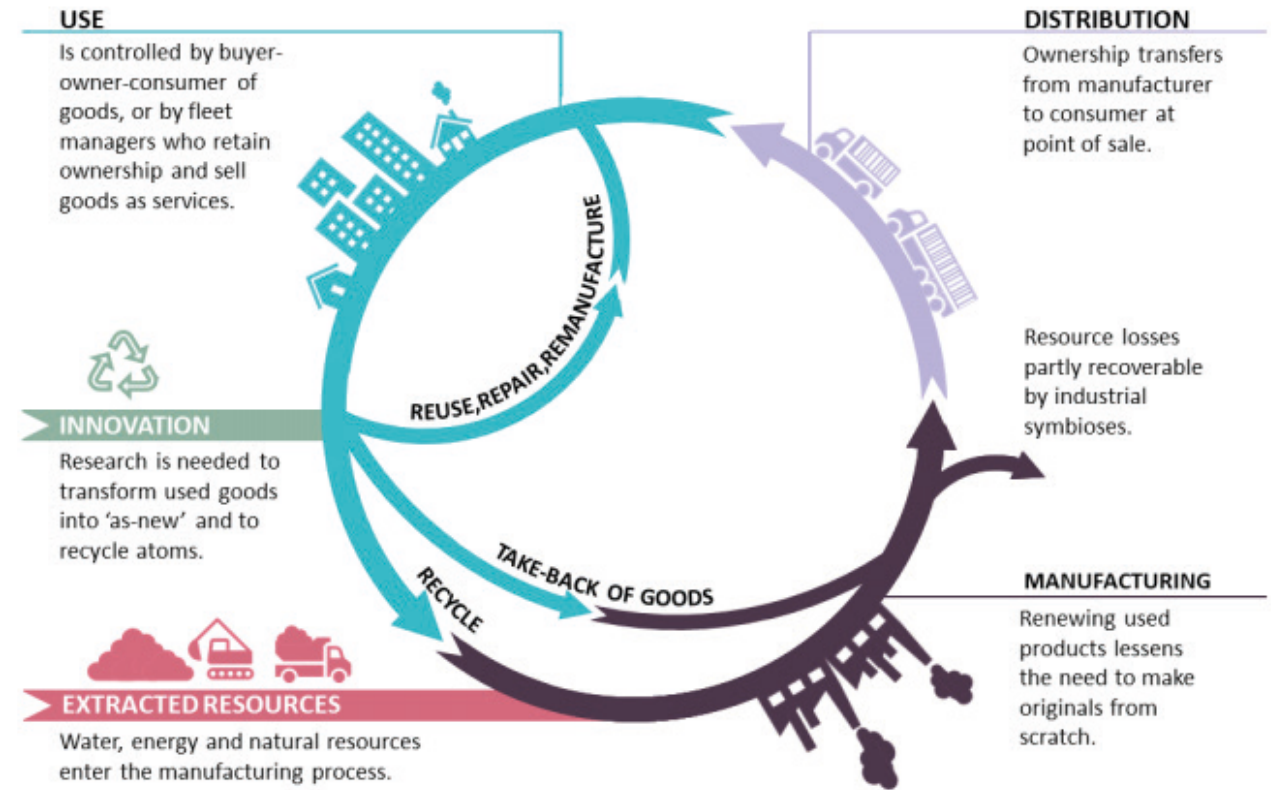 USE
Is controlled by buyer-
owner-consumer of
goods, or by fleet
managers who retain
ownership and sell
goods as services.
DISTRIBUTION
Ownership transfers
from manufacturer
to consumer at
point of sale.
REUSE,REPAIR,REMANUFACTURE
Resource losses
partly recoverable
by industrial
symbioses.
INNOVATION
Research is needed to
transform used goods
into ‘as-new’ and to
recycle atoms.
TAKE-BACK OF GOODS
RECYCLE
MANUFACTURING
Renewing used
products lessens
the need to make
originals from
scratch.
EXTRACTED RESOURCES
Water, energy and natural resources
enter the manufacturing process.